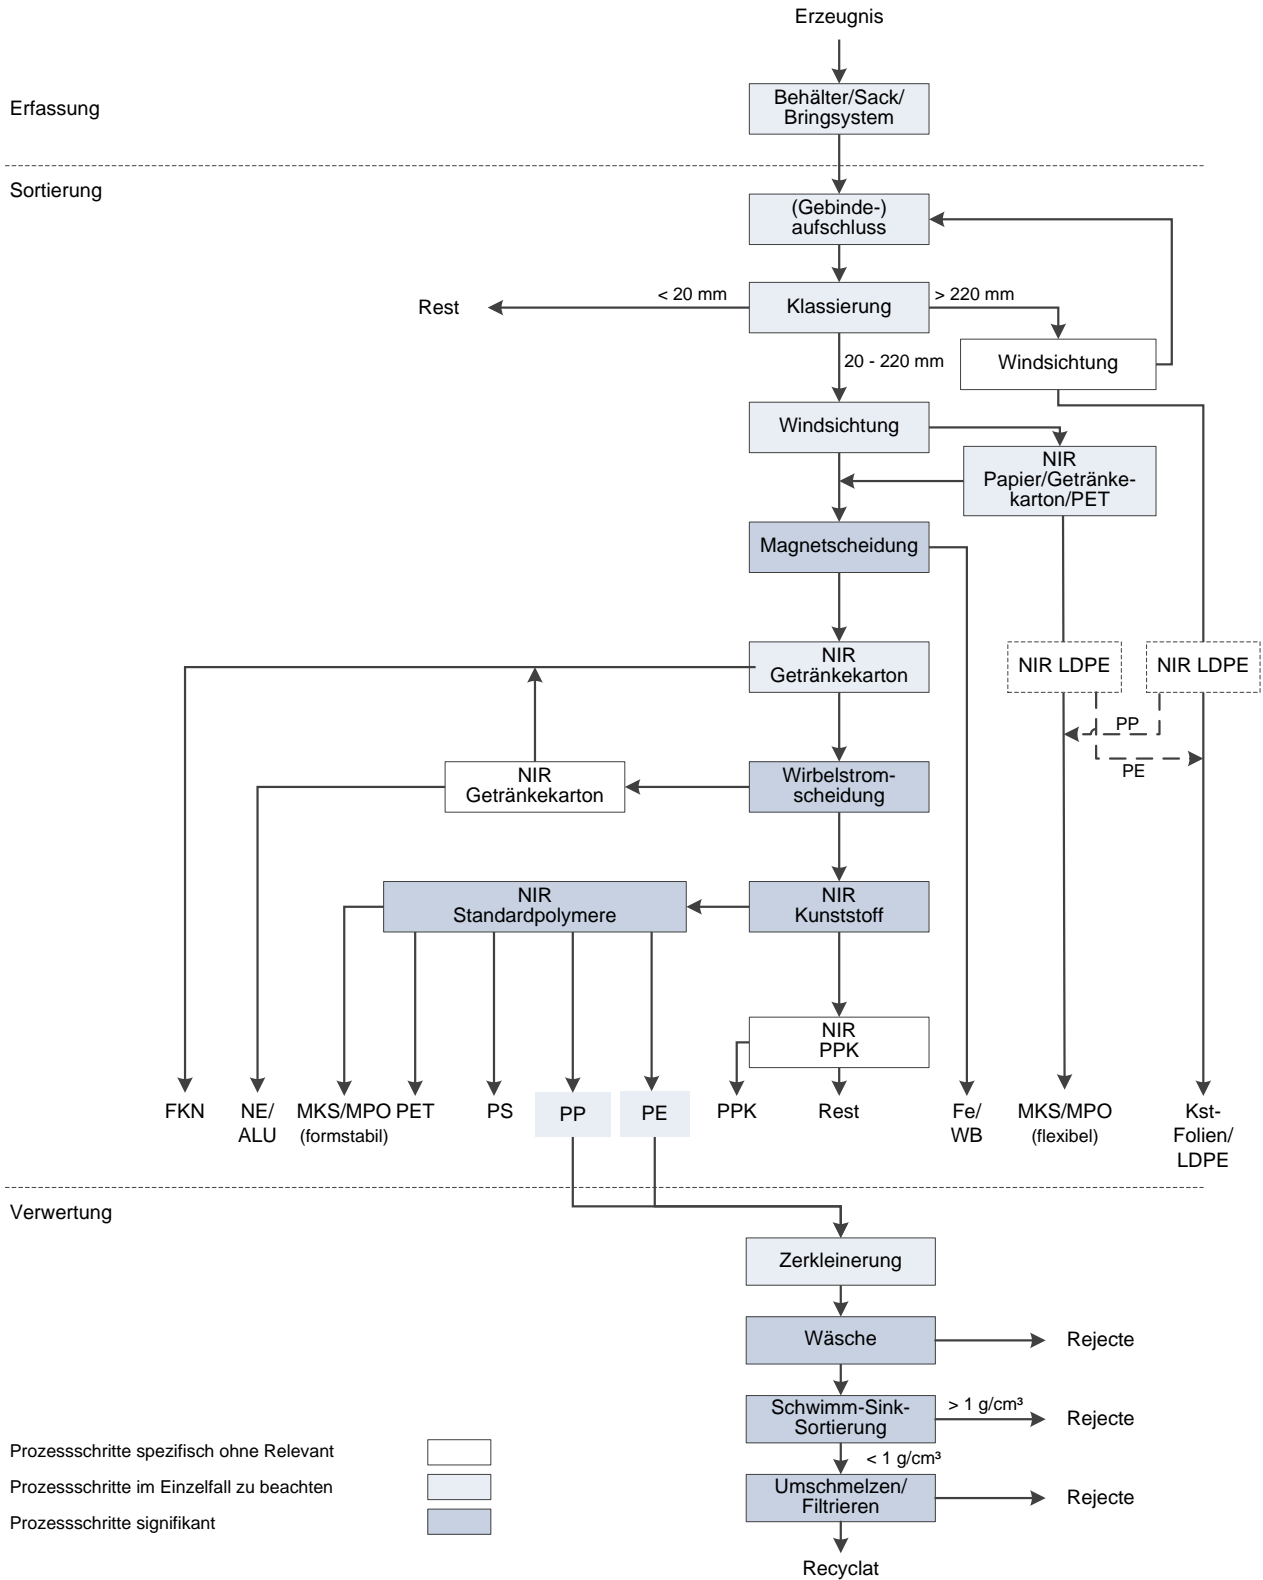 Erzeugnis
Erfassung
Behälter/Sack/
Bringsystem
Sortierung
(Gebinde-)
aufschluss
Rest
< 20 mm
Klassierung
> 220 mm
20 - 220 mm
Windsichtung
Windsichtung
NIR
Papier/Getränke-
karton/PET
Magnetscheidung
NIR
Getränkekarton
NIR LDPE
NIR LDPE
PP
PE
NIR
Getränkekarton
Wirbelstrom-
scheidung
NIR
Standardpolymere
NIR
Kunststoff
NIR
PPK
FKN
NE/
ALU
MKS/MPO
(formstabil)
PET
PS
PP
PE
PPK
Rest
Fe/
WB
MKS/MPO
(flexibel)
Kst-
Folien/
LDPE
Verwertung
Zerkleinerung
Wäsche
Rejecte
Schwimm-Sink-
Sortierung
> 1 g/cm³
Rejecte
< 1 g/cm³
Umschmelzen/
Filtrieren
Rejecte
Recyclat
Prozessschritte spezifisch ohne Relevant
Prozessschritte im Einzelfall zu beachten
Prozessschritte signifikant